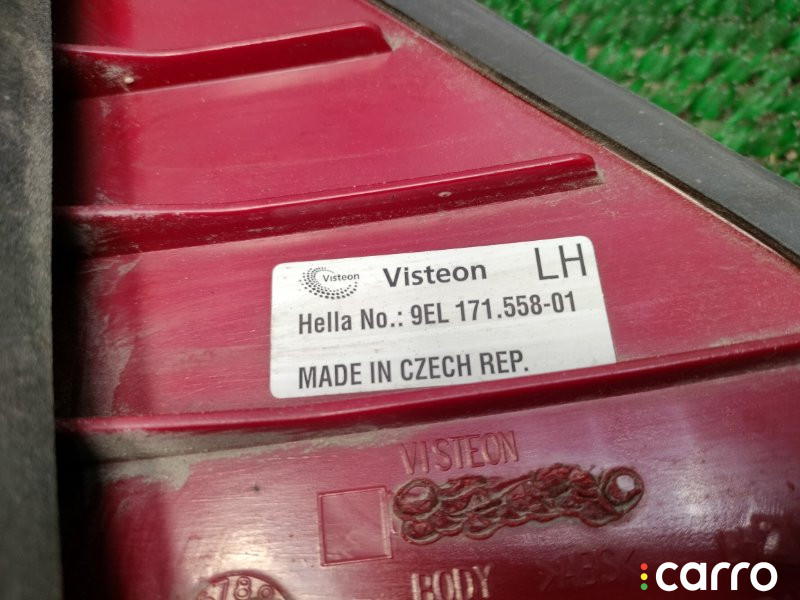 Visteon
Visteon LH
Hella No.: 9EL 171.558-01
MADE IN CZECH REP.
VISTEON
BODY
carro